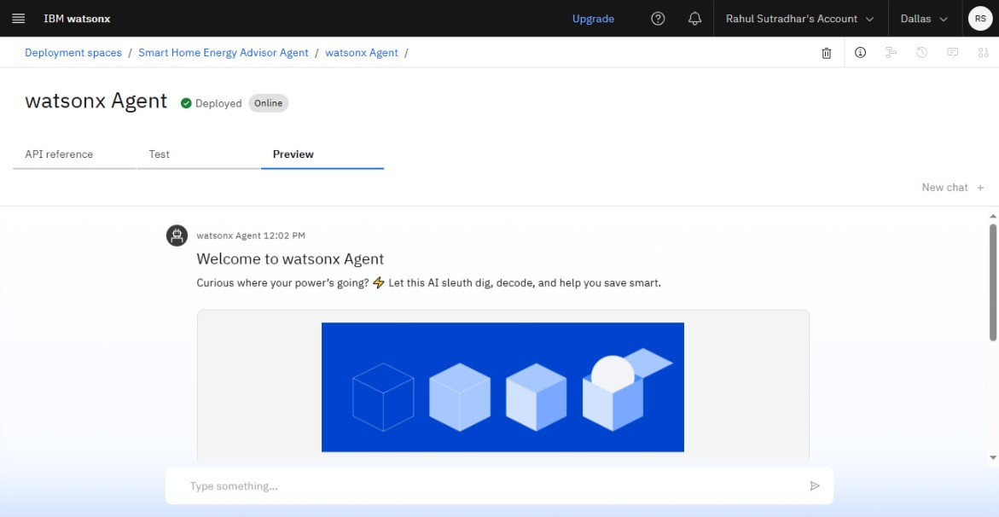 IBM watsonx Upgrade Rahul Sutradhar's Account Dallas RS
Deployment spaces / Smart Home Energy Advisor Agent / watsonx Agent /
watsonx Agent Deployed Online
API reference Test Preview
New chat +
watsonx Agent 12:02 PM
Welcome to watsonx Agent
Curious where your power’s going? ⚡ Let this AI sleuth dig, decode, and help you save smart.
Type something...